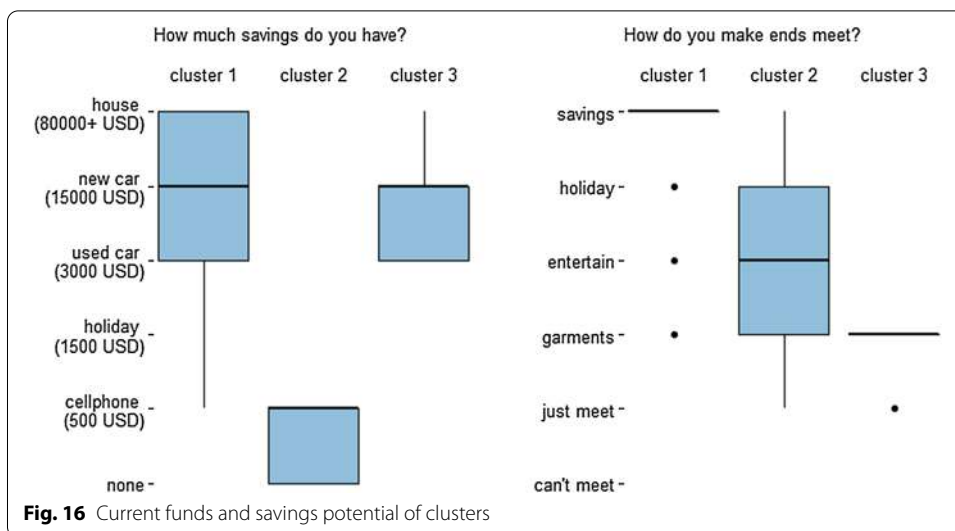 How much savings do you have?
cluster 1 cluster 2 cluster 3
house
(80000+ USD)
new car
(15000 USD)
used car
(3000 USD)
holiday
(1500 USD)
cellphone
(500 USD)
none
How do you make ends meet?
cluster 1 cluster 2 cluster 3
savings
holiday
entertain
garments
just meet
can't meet
Fig. 16 Current funds and savings potential of clusters